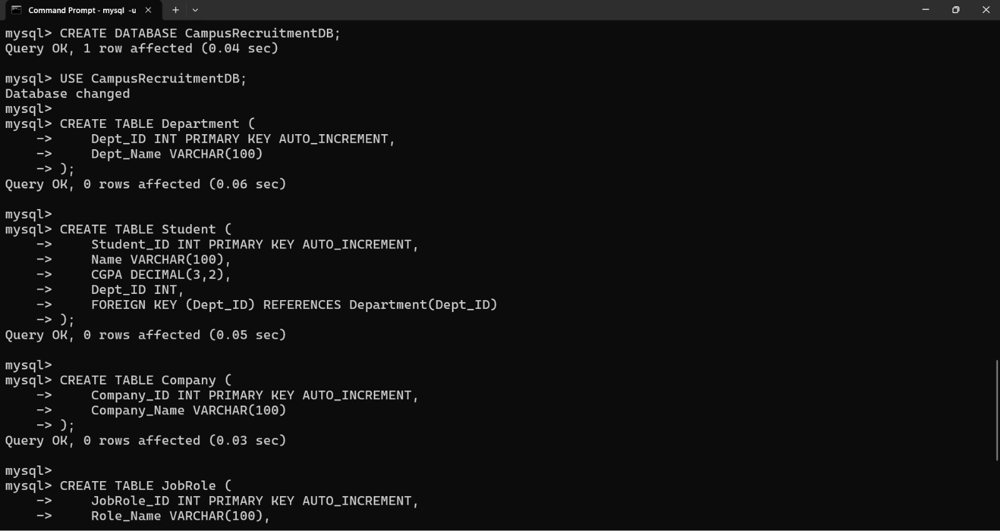 Command Prompt - mysql -u
mysql> CREATE DATABASE CampusRecruitmentDB;
Query OK, 1 row affected (0.04 sec)

mysql> USE CampusRecruitmentDB;
Database changed
mysql>
mysql> CREATE TABLE Department (
    ->     Dept_ID INT PRIMARY KEY AUTO_INCREMENT,
    ->     Dept_Name VARCHAR(100)
    -> );
Query OK, 0 rows affected (0.06 sec)

mysql>
mysql> CREATE TABLE Student (
    ->     Student_ID INT PRIMARY KEY AUTO_INCREMENT,
    ->     Name VARCHAR(100),
    ->     CGPA DECIMAL(3,2),
    ->     Dept_ID INT,
    ->     FOREIGN KEY (Dept_ID) REFERENCES Department(Dept_ID)
    -> );
Query OK, 0 rows affected (0.05 sec)

mysql>
mysql> CREATE TABLE Company (
    ->     Company_ID INT PRIMARY KEY AUTO_INCREMENT,
    ->     Company_Name VARCHAR(100)
    -> );
Query OK, 0 rows affected (0.03 sec)

mysql>
mysql> CREATE TABLE JobRole (
    ->     JobRole_ID INT PRIMARY KEY AUTO_INCREMENT,
    ->     Role_Name VARCHAR(100),